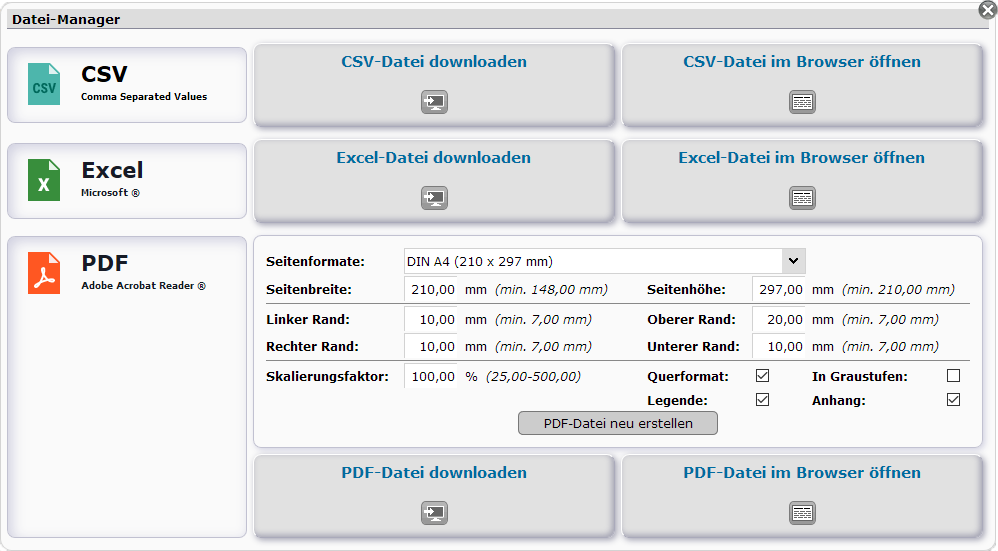 Datei-Manager
CSV
CSV
Comma Separated Values
CSV-Datei downloaden
CSV-Datei im Browser öffnen
X
Excel
Microsoft ®
Excel-Datei downloaden
Excel-Datei im Browser öffnen
PDF
Adobe Acrobat Reader ®
Seitenformate: DIN A4 (210 x 297 mm)
Seitenbreite: 210,00 mm (min. 148,00 mm) Seitenhöhe: 297,00 mm (min. 210,00 mm)
Linker Rand: 10,00 mm (min. 7,00 mm) Oberer Rand: 20,00 mm (min. 7,00 mm)
Rechter Rand: 10,00 mm (min. 7,00 mm) Unterer Rand: 10,00 mm (min. 7,00 mm)
Skalierungsfaktor: 100,00 % (25,00-500,00) Querformat: In Graustufen:
Legende: Anhang:
PDF-Datei neu erstellen
PDF-Datei downloaden
PDF-Datei im Browser öffnen